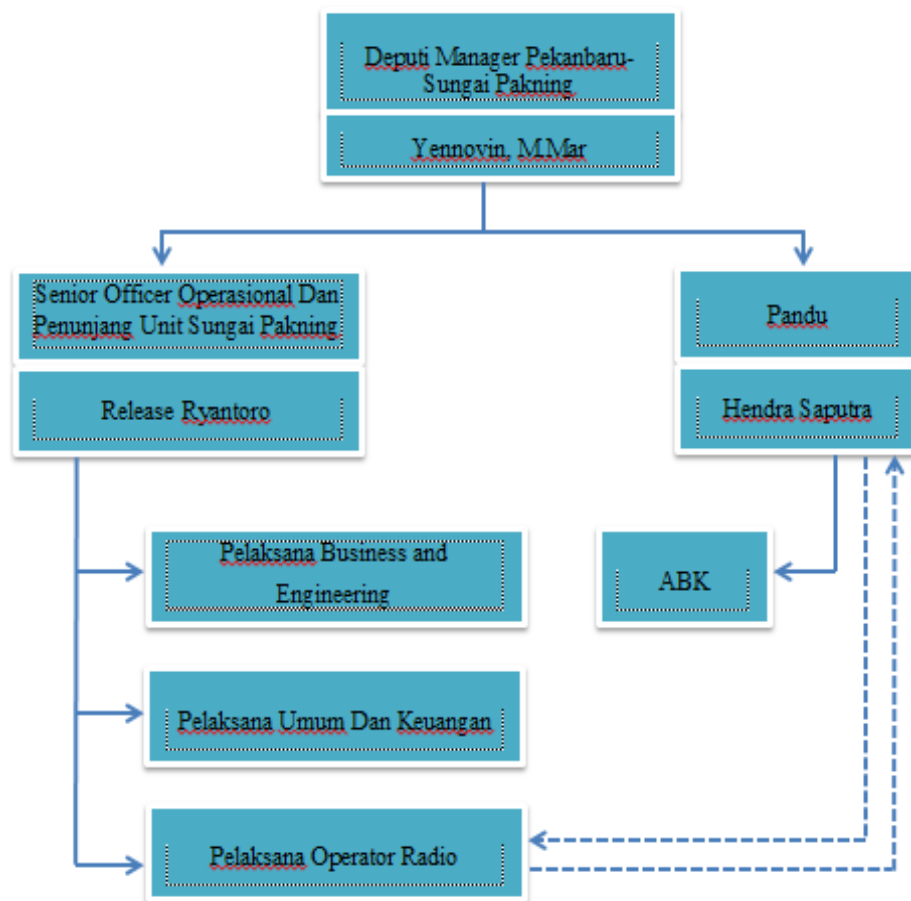 Deputi Manager Pekanbaru-
Sungai Pakning
Yennovin, M.Mar
Senior Officer Operasional Dan
Penunjang Unit Sungai Pakning
Release Ryantoro
Pandu
Hendra Saputra
Pelaksana Business and
Engineering
ABK
Pelaksana Umum Dan Keuangan
Pelaksana Operator Radio